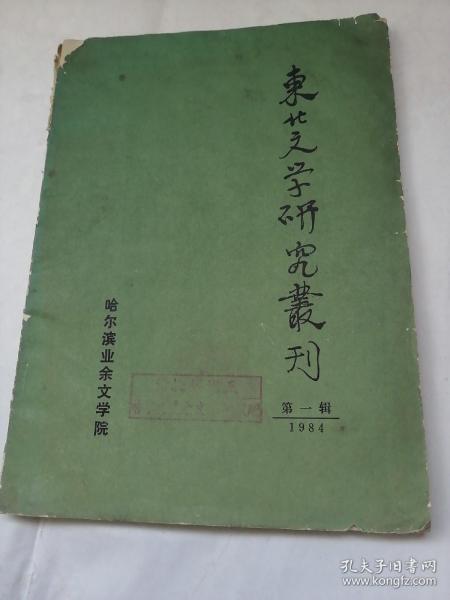 東北文学研究叢刊
第一辑
1984
哈尔滨业余文学院
孔夫子旧书网
www.kongfz.com